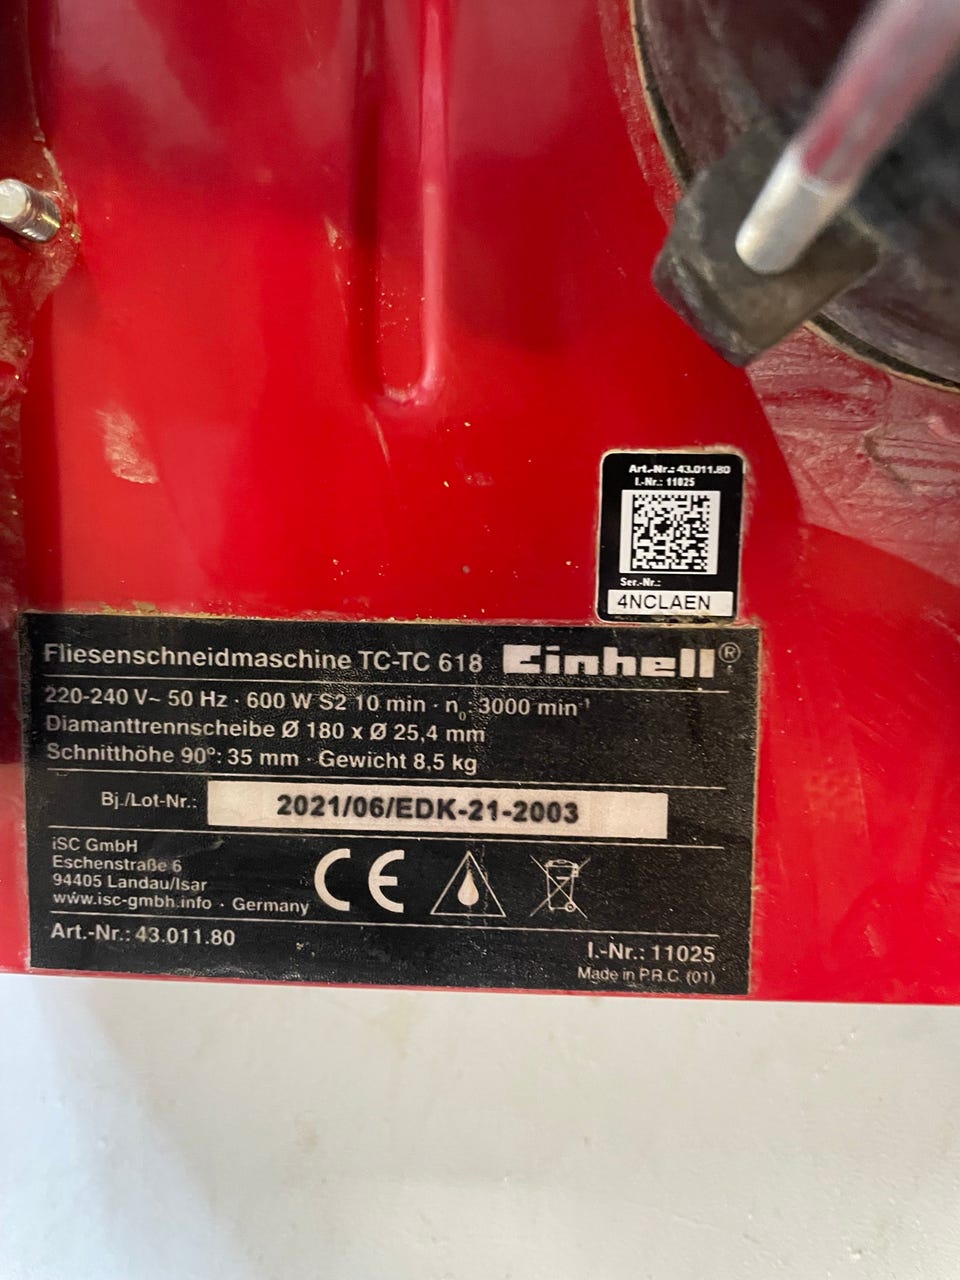 Art.-Nr.: 43.011.80
I.-Nr.: 11025
Ser.-Nr.:
4NCLAEN
Fliesenschneidmaschine TC-TC 618 Einhell®
220-240 V~ 50 Hz · 600 W S2 10 min · n₀: 3000 min⁻¹
Diamanttrennscheibe Ø 180 x Ø 25,4 mm
Schnitthöhe 90°: 35 mm · Gewicht 8,5 kg
Bj./Lot-Nr.: 2021/06/EDK-21-2003
iSC GmbH
Eschenstraße 6
94405 Landau/Isar
www.isc-gmbh.info · Germany
CE
Art.-Nr.: 43.011.80
I.-Nr.: 11025
Made in P.R.C. (01)